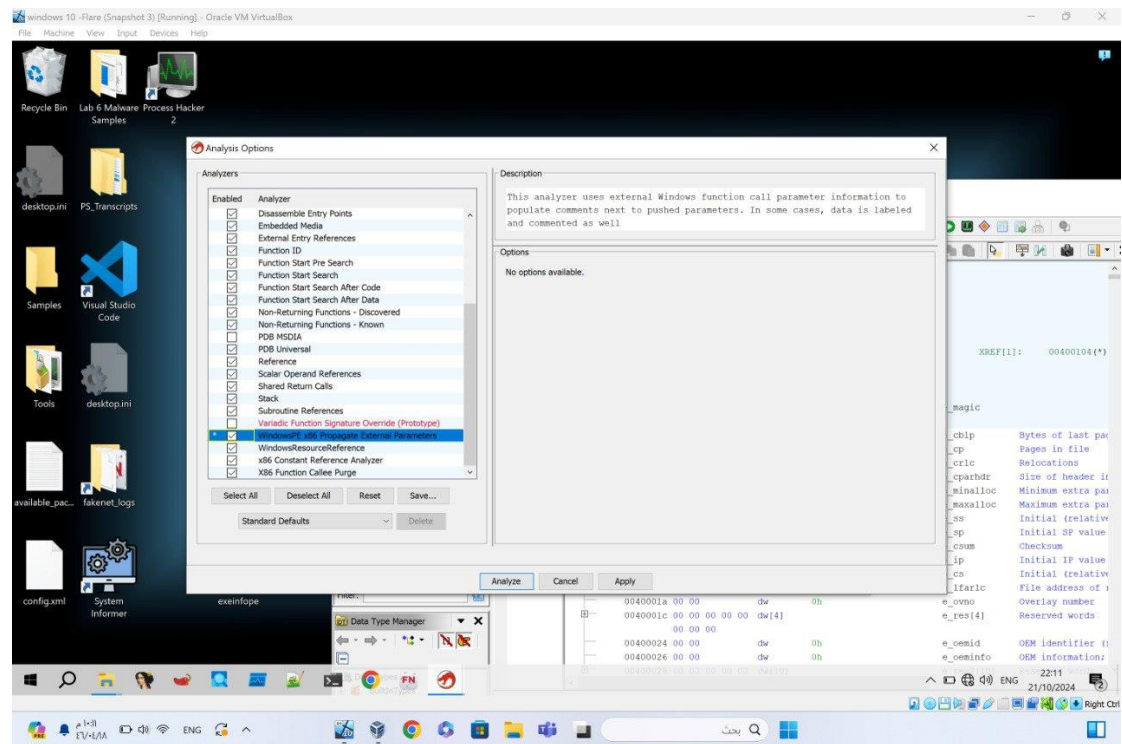 windows 10 -Flare (Snapshot 3) [Running] - Oracle VM VirtualBox
File Machine View Input Devices Help
Recycle Bin
Lab 6 Malware Samples
Process Hacker 2
Analysis Options
Analyzers
Enabled Analyzer
Disassemble Entry Points
Embedded Media
External Entry References
Function ID
Function Start Pre Search
Function Start Search
Function Start Search After Code
Function Start Search After Data
Non-Returning Functions - Discovered
Non-Returning Functions - Known
PDB MSDIA
PDB Universal
Reference
Scalar Operand References
Shared Return Calls
Stack
Subroutine References
Variadic Function Signature Override (Prototype)
WindowsPE x86 Propagate External Parameters
WindowsResourceReference
x86 Constant Reference Analyzer
X86 Function Callee Purge
Select All Deselect All Reset Save...
Standard Defaults Delete
Description
This analyzer uses external Windows function call parameter information to
populate comments next to pushed parameters. In some cases, data is labeled
and commented as well
Options
No options available.
Analyze Cancel Apply
desktop.ini
PS_Transcripts
Samples
Visual Studio Code
Tools
desktop.ini
available_pac...
fakenet_logs
config.xml
System Informer
exeinfope
XREF[1]: 00400104(*)
_magic
_cblp Bytes of last pag
_cp Pages in file
_crlc Relocations
_cparhdr Size of header in
_minalloc Minimum extra par
_maxalloc Maximum extra par
_ss Initial (relative
_sp Initial SP value
_csum Checksum
_ip Initial IP value
_cs Initial (relative
_lfarlc File address of
0040001a 00 00 dw 0h e_ovno Overlay number
0040001c 00 00 00 00 00 dw[4] e_res[4] Reserved words
00 00 00
00400024 00 00 dw 0h e_oemid OEM identifier
00400026 00 00 dw 0h e_oeminfo OEM information;
Filter:
Data Type Manager
FN
ENG 22:11
21/10/2024
2
Right Ctrl
ENG
بحث